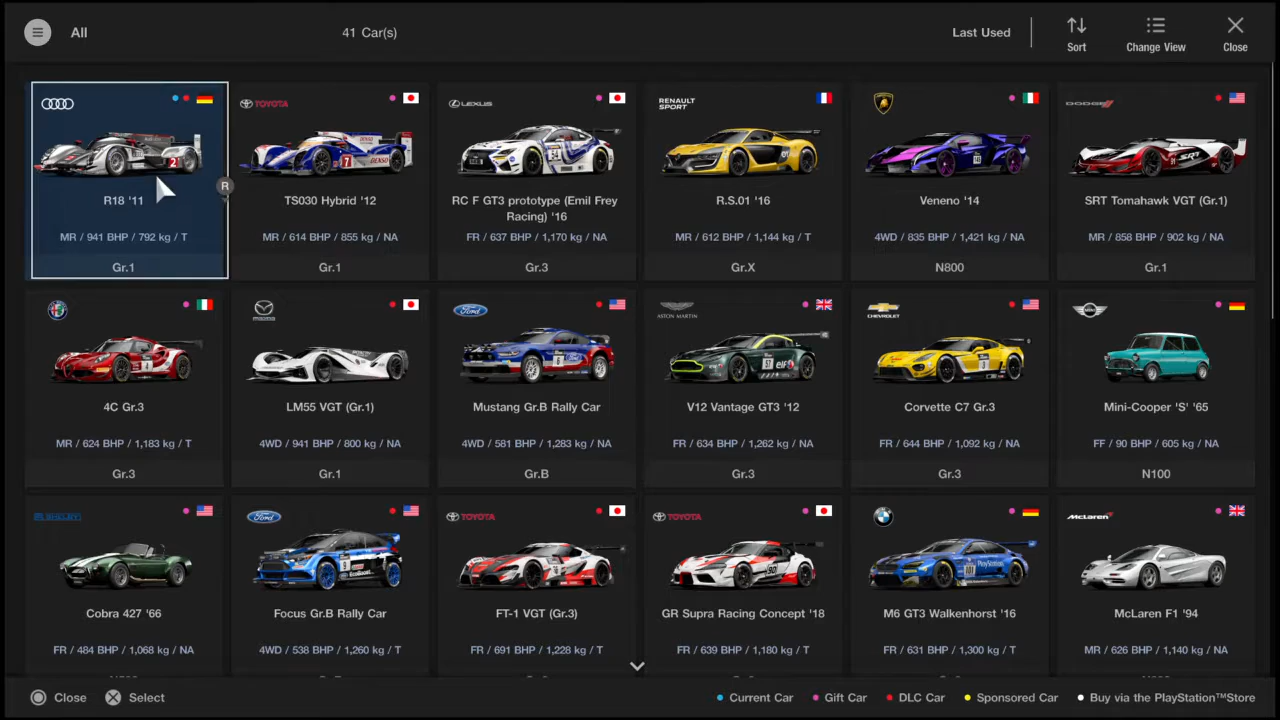 All
41 Car(s)
Last Used
Sort
Change View
Close
R18 '11
MR / 941 BHP / 792 kg / T
Gr.1
R
TOYOTA
TS030 Hybrid '12
MR / 614 BHP / 855 kg / NA
Gr.1
LEXUS
RC F GT3 prototype (Emil Frey
Racing) '16
FR / 637 BHP / 1,170 kg / NA
Gr.3
RENAULT
SPORT
R.S.01 '16
MR / 612 BHP / 1,144 kg / T
Gr.X
Veneno '14
4WD / 835 BHP / 1,421 kg / NA
N800
DODGE
SRT Tomahawk VGT (Gr.1)
MR / 858 BHP / 902 kg / NA
Gr.1
4C Gr.3
MR / 624 BHP / 1,183 kg / T
Gr.3
LM55 VGT (Gr.1)
4WD / 941 BHP / 800 kg / NA
Gr.1
Ford
Mustang Gr.B Rally Car
4WD / 581 BHP / 1,283 kg / NA
Gr.B
ASTON MARTIN
V12 Vantage GT3 '12
FR / 634 BHP / 1,262 kg / NA
Gr.3
CHEVROLET
Corvette C7 Gr.3
FR / 644 BHP / 1,092 kg / NA
Gr.3
MINI
Mini-Cooper 'S' '65
FF / 90 BHP / 605 kg / NA
N100
SHELBY
Cobra 427 '66
FR / 484 BHP / 1,068 kg / NA
Ford
Focus Gr.B Rally Car
4WD / 538 BHP / 1,260 kg / T
TOYOTA
FT-1 VGT (Gr.3)
FR / 691 BHP / 1,228 kg / T
TOYOTA
GR Supra Racing Concept '18
FR / 639 BHP / 1,180 kg / T
M6 GT3 Walkenhorst '16
FR / 631 BHP / 1,300 kg / T
McLaren
McLaren F1 '94
MR / 626 BHP / 1,140 kg / NA
Close
Select
Current Car
Gift Car
DLC Car
Sponsored Car
Buy via the PlayStation™Store